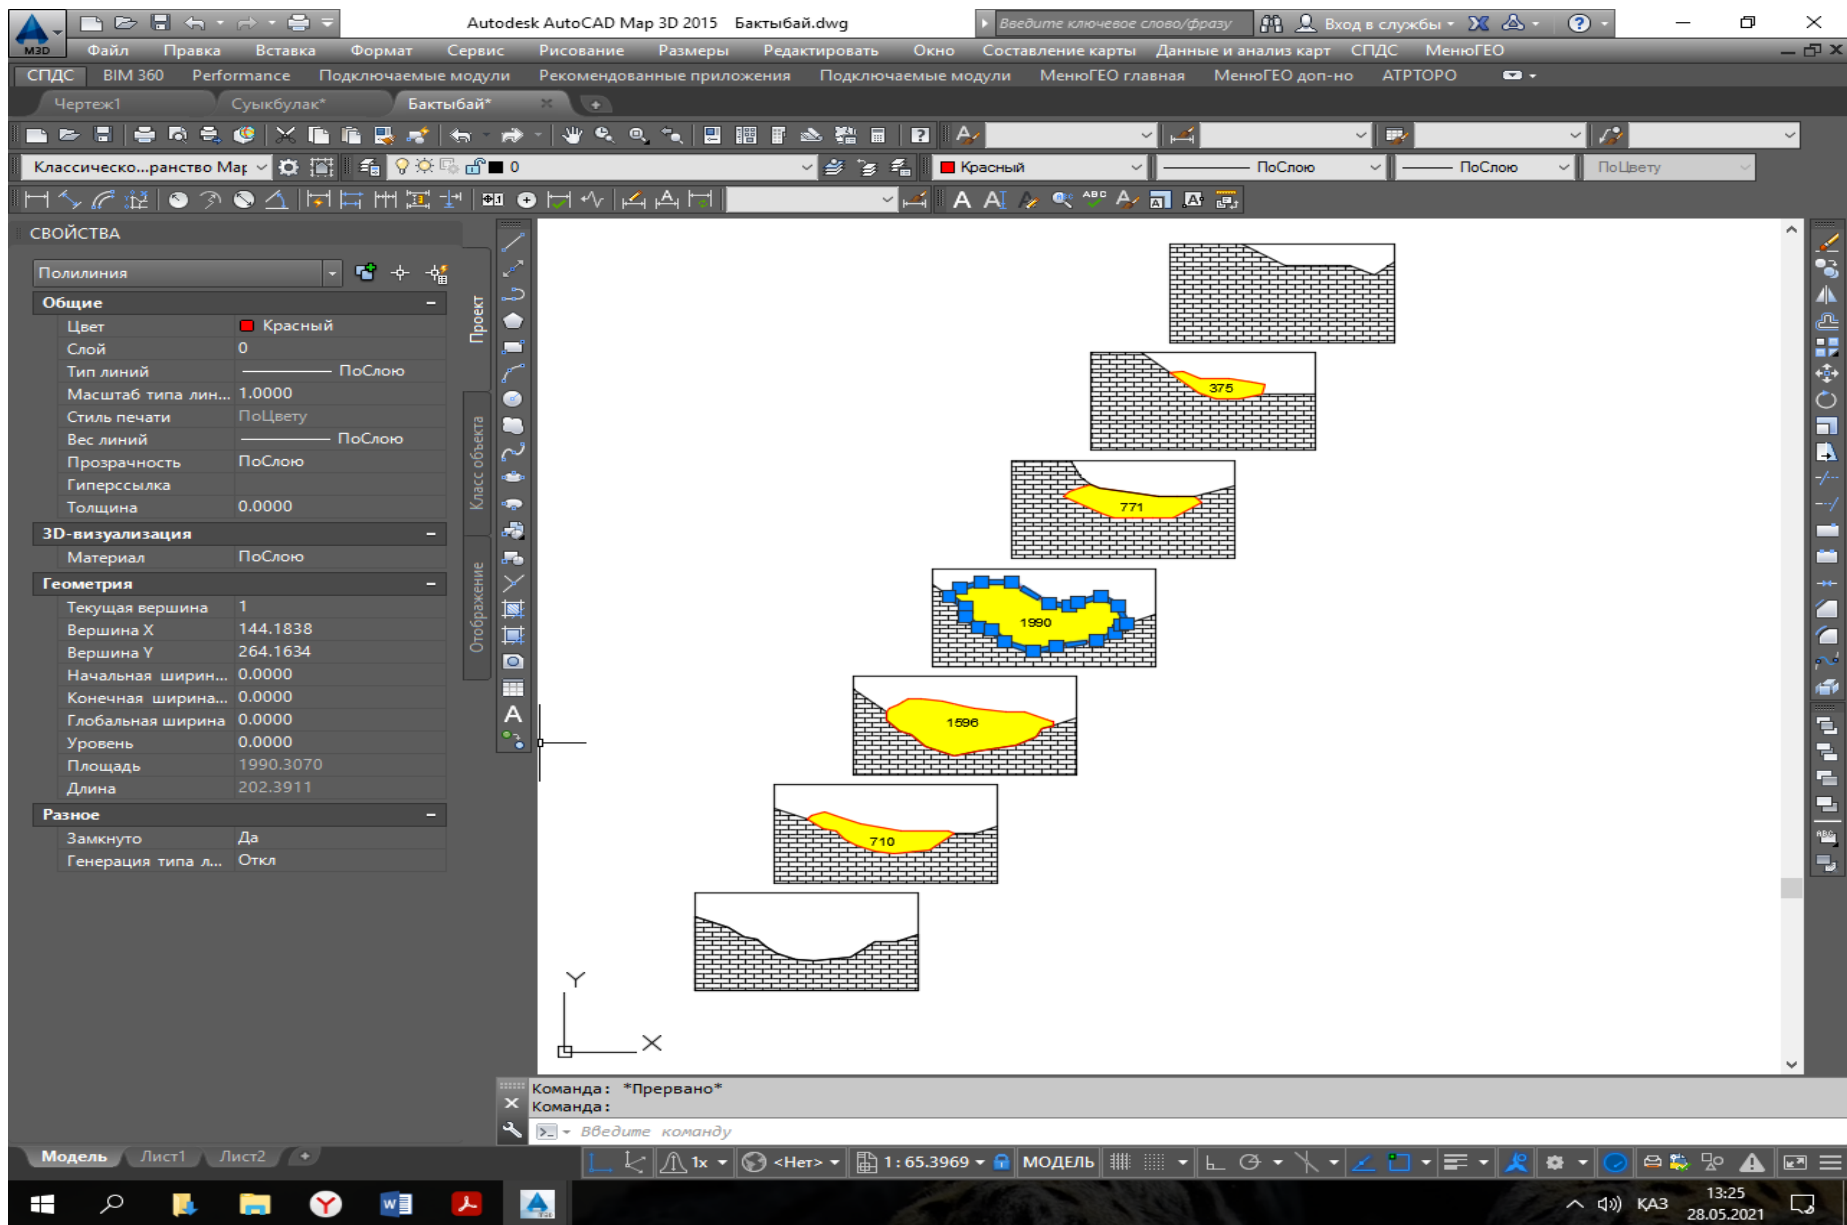 Autodesk AutoCAD Map 3D 2015 Бактыбай.dwg
Введите ключевое слово/фразу
Вход в службы
M3D
Файл Правка Вставка Формат Сервис Рисование Размеры Редактировать Окно Составление карты Данные и анализ карт СПДС МенюГЕО
СПДС BIM 360 Performance Подключаемые модули Рекомендованные приложения Подключаемые модули МенюГЕО главная МенюГЕО доп-но АТРТОРО
Чертеж1 Суыкбулак* Бактыбай*
Классическо...ранство Мар 0 Красный ПоСлою ПоСлою ПоЦвету
СВОЙСТВА
Полилиния
Общие
Цвет Красный
Слой 0
Тип линий ПоСлою
Масштаб типа лин... 1.0000
Стиль печати ПоЦвету
Вес линий ПоСлою
Прозрачность ПоСлою
Гиперссылка
Толщина 0.0000
3D-визуализация
Материал ПоСлою
Геометрия
Текущая вершина 1
Вершина X 144.1838
Вершина Y 264.1634
Начальная ширин... 0.0000
Конечная ширина... 0.0000
Глобальная ширина 0.0000
Уровень 0.0000
Площадь 1990.3070
Длина 202.3911
Разное
Замкнуто Да
Генерация типа л... Откл
Проект
Класс объекта
Отображение
375
771
1990
1596
710
Y
X
Команда: *Прервано*
Команда:
Введите команду
Модель Лист1 Лист2
1x <Нет> 1:65.3969 МОДЕЛЬ
ҚАЗ
13:25
28.05.2021